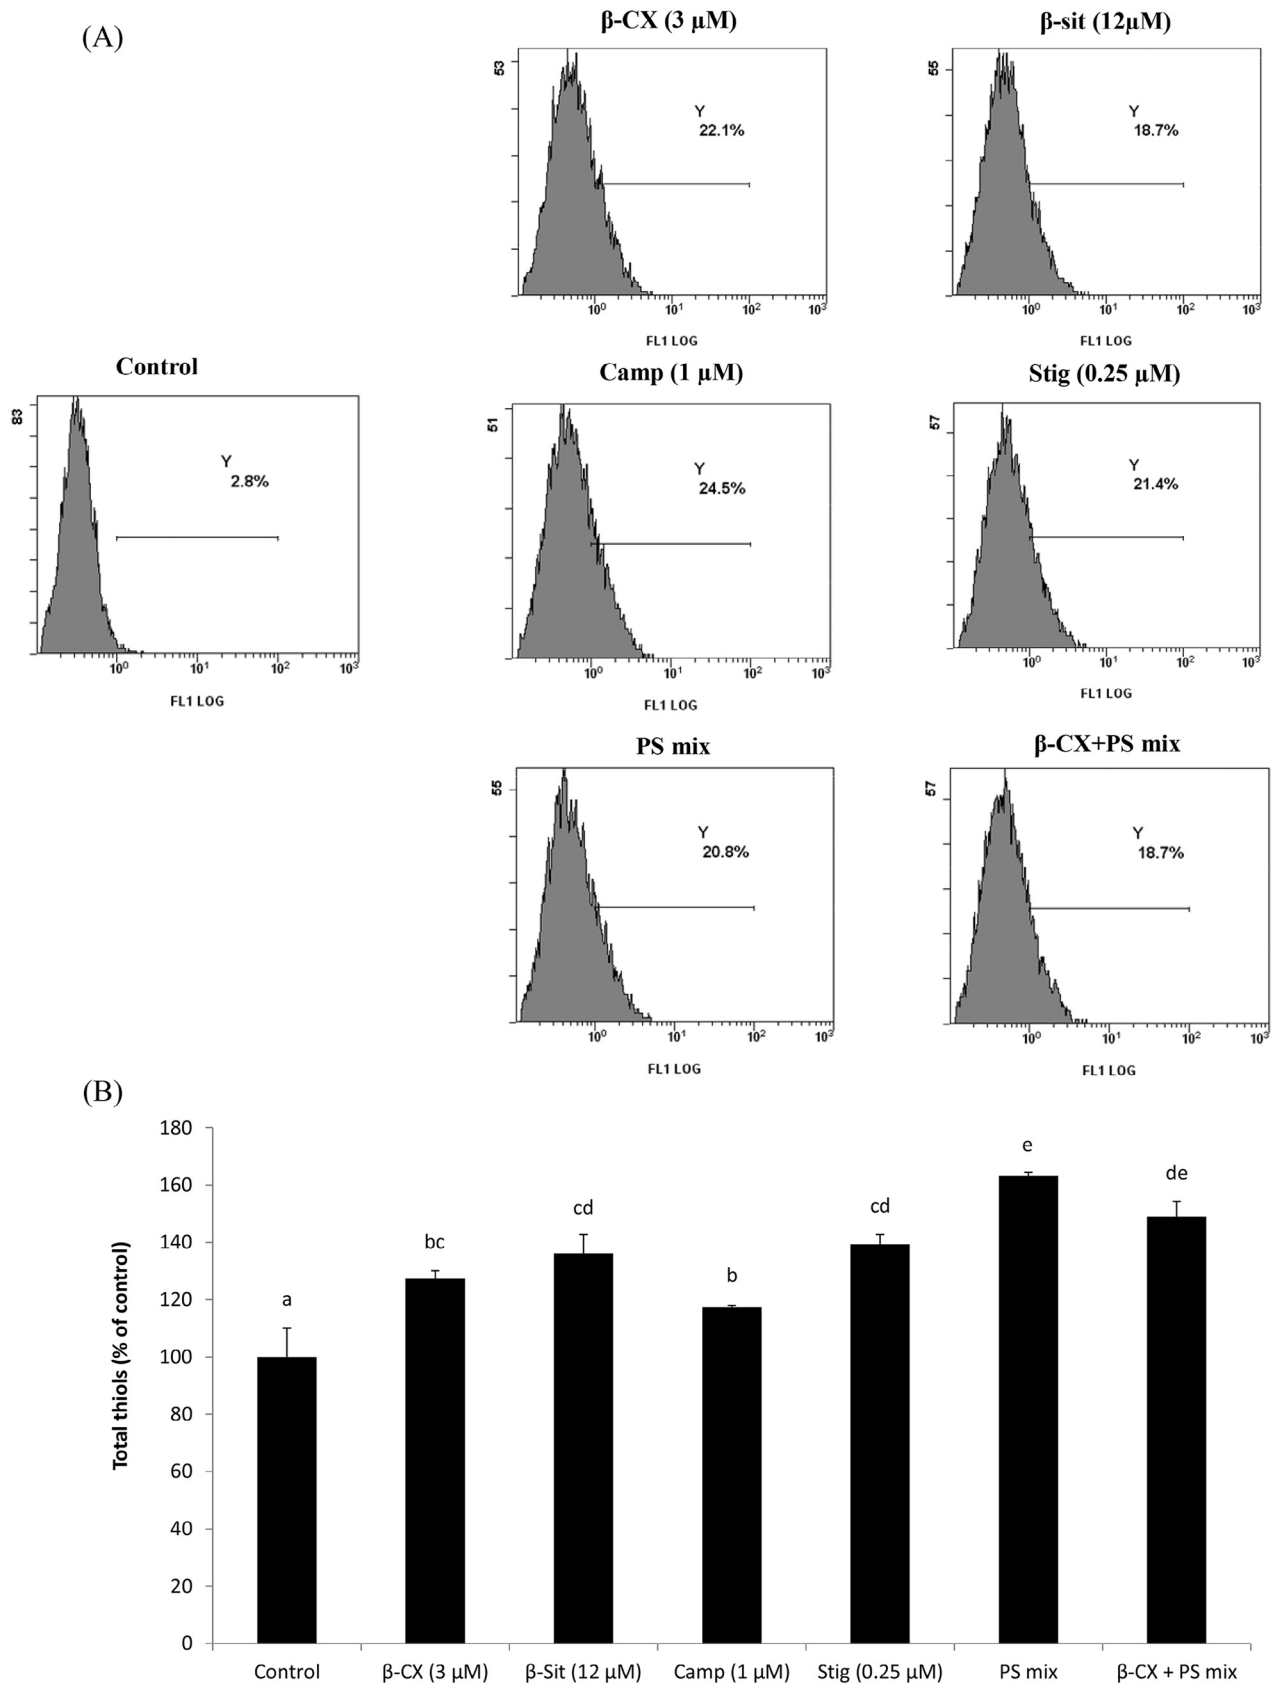 (A)
β-CX (3 μM)
β-sit (12μM)
53
Y
22.1%
10⁰ 10¹ 10² 10³
FL1 LOG
55
Y
18.7%
10⁰ 10¹ 10² 10³
FL1 LOG
Control
Camp (1 μM)
Stig (0.25 μM)
83
Y
2.8%
10⁰ 10¹ 10² 10³
FL1 LOG
51
Y
24.5%
10⁰ 10¹ 10² 10³
FL1 LOG
57
Y
21.4%
10⁰ 10¹ 10² 10³
FL1 LOG
PS mix
β-CX+PS mix
55
Y
20.8%
10⁰ 10¹ 10² 10³
FL1 LOG
57
Y
18.7%
10⁰ 10¹ 10² 10³
FL1 LOG
(B)
Total thiols (% of control)
180
160
140
120
100
80
60
40
20
0
a
bc
cd
b
cd
e
de
Control β-CX (3 μM) β-Sit (12 μM) Camp (1 μM) Stig (0.25 μM) PS mix β-CX + PS mix